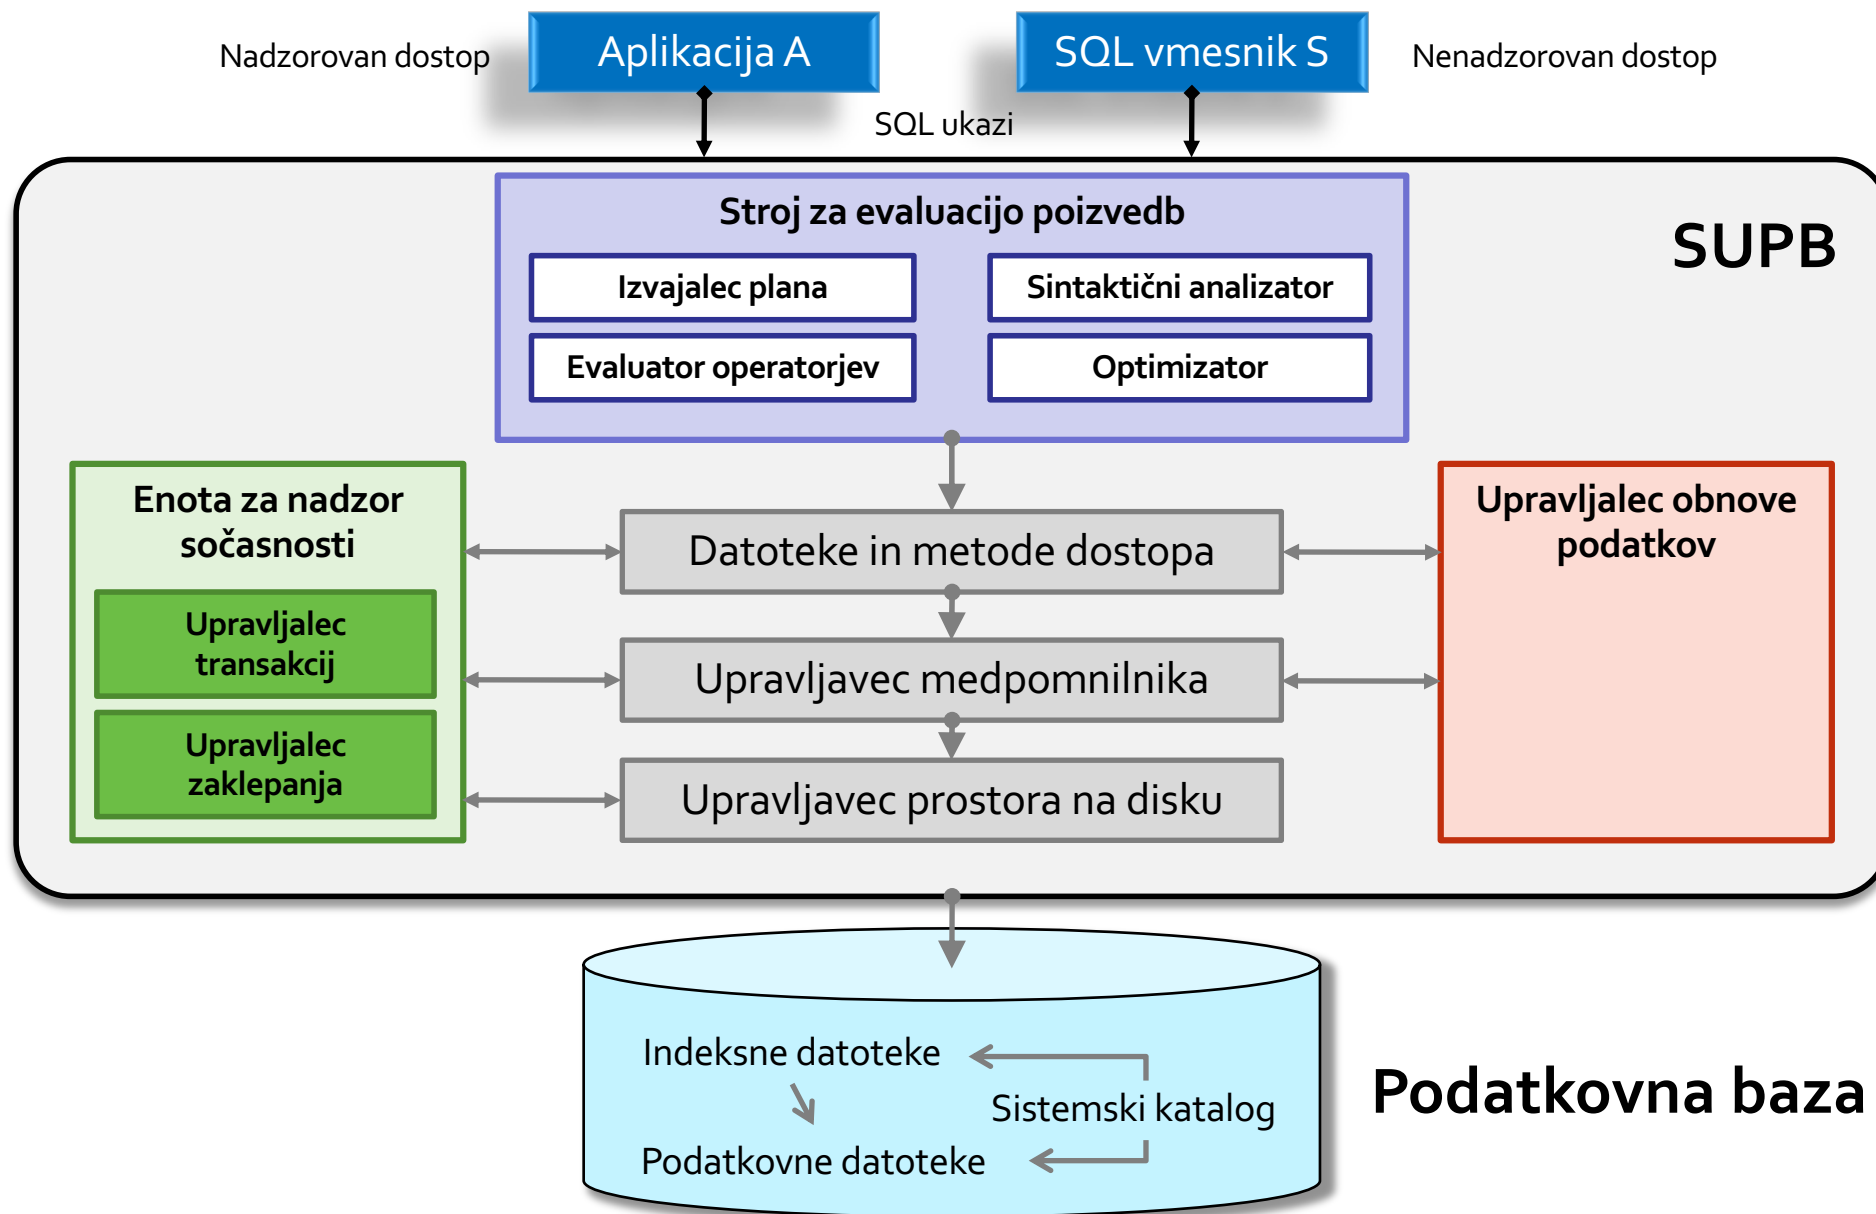 Nadzorovan dostop
Aplikacija A
SQL vmesnik S
Nenadzorovan dostop
SQL ukazi
SUPB
Stroj za evaluacijo poizvedb
Izvajalec plana
Sintaktični analizator
Evaluator operatorjev
Optimizator
Enota za nadzor
sočasnosti
Upravljalec
transakcij
Upravljalec
zaklepanja
Datoteke in metode dostopa
Upravljavec medpomnilnika
Upravljavec prostora na disku
Upravljalec obnove
podatkov
Indeksne datoteke
Sistemski katalog
Podatkovne datoteke
Podatkovna baza